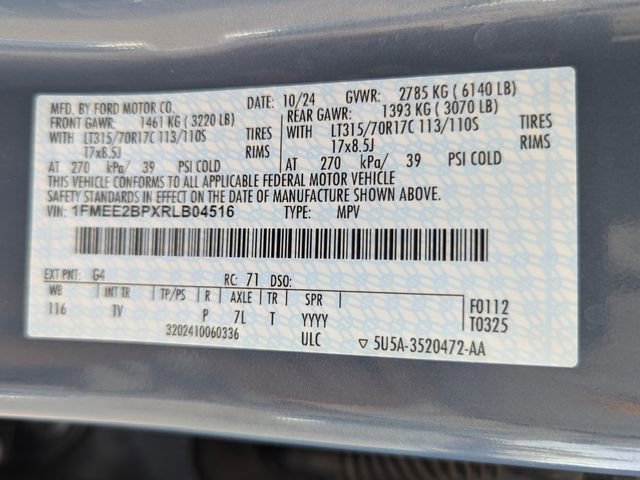 MFD. BY FORD MOTOR CO. DATE: 10/24 GVWR: 2785 KG ( 6140 LB)
FRONT GAWR: 1461 KG ( 3220 LB) REAR GAWR: 1393 KG ( 3070 LB)
WITH LT315/70R17C 113/110S TIRES WITH LT315/70R17C 113/110S TIRES
17x8.5J RIMS 17x8.5J RIMS
AT 270 kPa/ 39 PSI COLD AT 270 kPa/ 39 PSI COLD
THIS VEHICLE CONFORMS TO ALL APPLICABLE FEDERAL MOTOR VEHICLE
SAFETY STANDARDS IN EFFECT ON THE DATE OF MANUFACTURE SHOWN ABOVE.
VIN: 1FMEE2BPXRLB04516 TYPE: MPV
EXT PNT: G4 RC: 71 DSO:
WB INT TR TP/PS R AXLE TR SPR F0112
116 TV P 7L T YYYY T0325
3202410060336 ULC ▽ 5U5A-3520472-AA